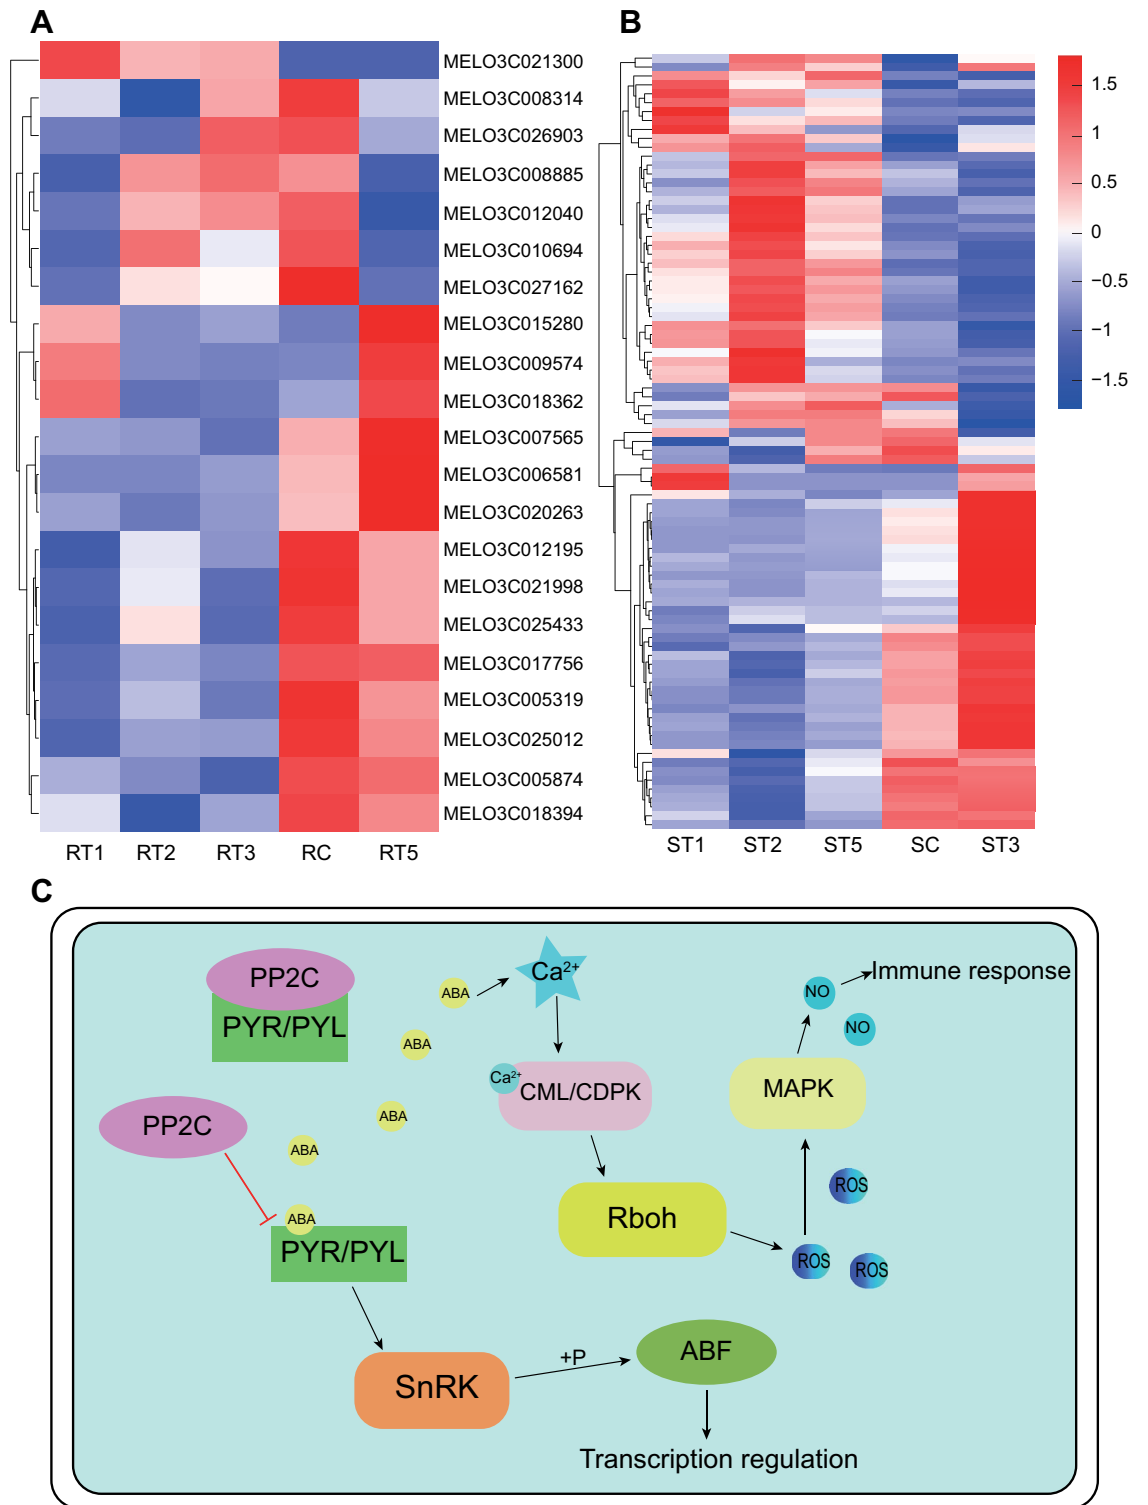 A
B
MELO3C021300
MELO3C008314
MELO3C026903
MELO3C008885
MELO3C012040
MELO3C010694
MELO3C027162
MELO3C015280
MELO3C009574
MELO3C018362
MELO3C007565
MELO3C006581
MELO3C020263
MELO3C012195
MELO3C021998
MELO3C025433
MELO3C017756
MELO3C005319
MELO3C025012
MELO3C005874
MELO3C018394
RT1 RT2 RT3 RC RT5
1.5
1
0.5
0
−0.5
−1
−1.5
ST1 ST2 ST5 SC ST3
C
PP2C
PYR/PYL
ABA
Ca²⁺
NO
Immune response
NO
ABA
Ca²⁺
CML/CDPK
MAPK
PP2C
ABA
ABA
ABA
PYR/PYL
Rboh
ROS
ROS
ROS
SnRK
+P
ABF
Transcription regulation